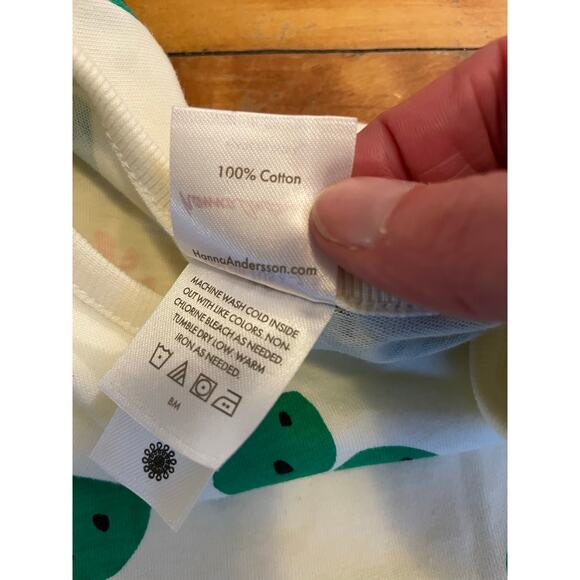 100% Cotton
HannaAndersson.com
MACHINE WASH COLD INSIDE
OUT WITH LIKE COLORS. NON-
CHLORINE BLEACH AS NEEDED.
TUMBLE DRY LOW. WARM
IRON AS NEEDED.
BM